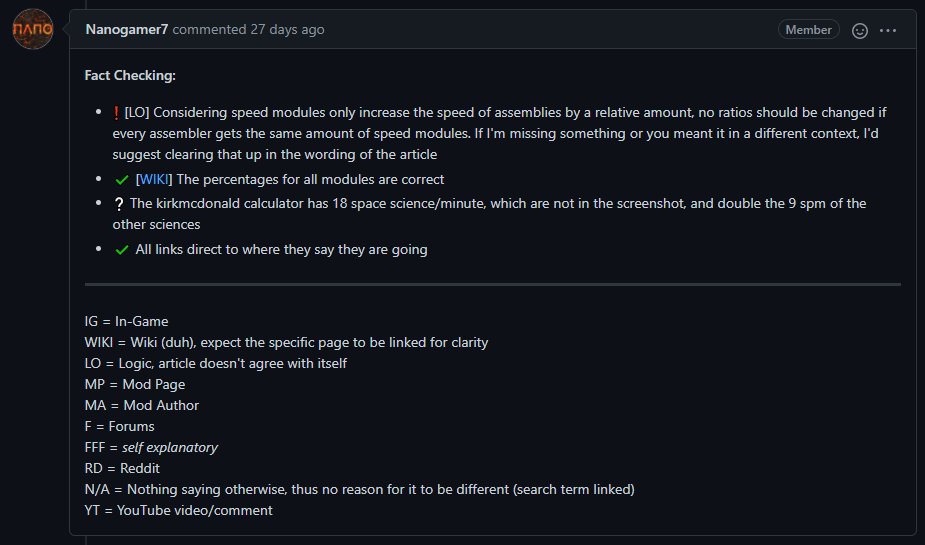 NANO
Nanogamer7 commented 27 days ago
Member
Fact Checking:
❗ [LO] Considering speed modules only increase the speed of assemblies by a relative amount, no ratios should be changed if
every assembler gets the same amount of speed modules. If I'm missing something or you meant it in a different context, I'd
suggest clearing that up in the wording of the article
✔ [WIKI] The percentages for all modules are correct
❔ The kirkmcdonald calculator has 18 space science/minute, which are not in the screenshot, and double the 9 spm of the
other sciences
✔ All links direct to where they say they are going
IG = In-Game
WIKI = Wiki (duh), expect the specific page to be linked for clarity
LO = Logic, article doesn't agree with itself
MP = Mod Page
MA = Mod Author
F = Forums
FFF = self explanatory
RD = Reddit
N/A = Nothing saying otherwise, thus no reason for it to be different (search term linked)
YT = YouTube video/comment